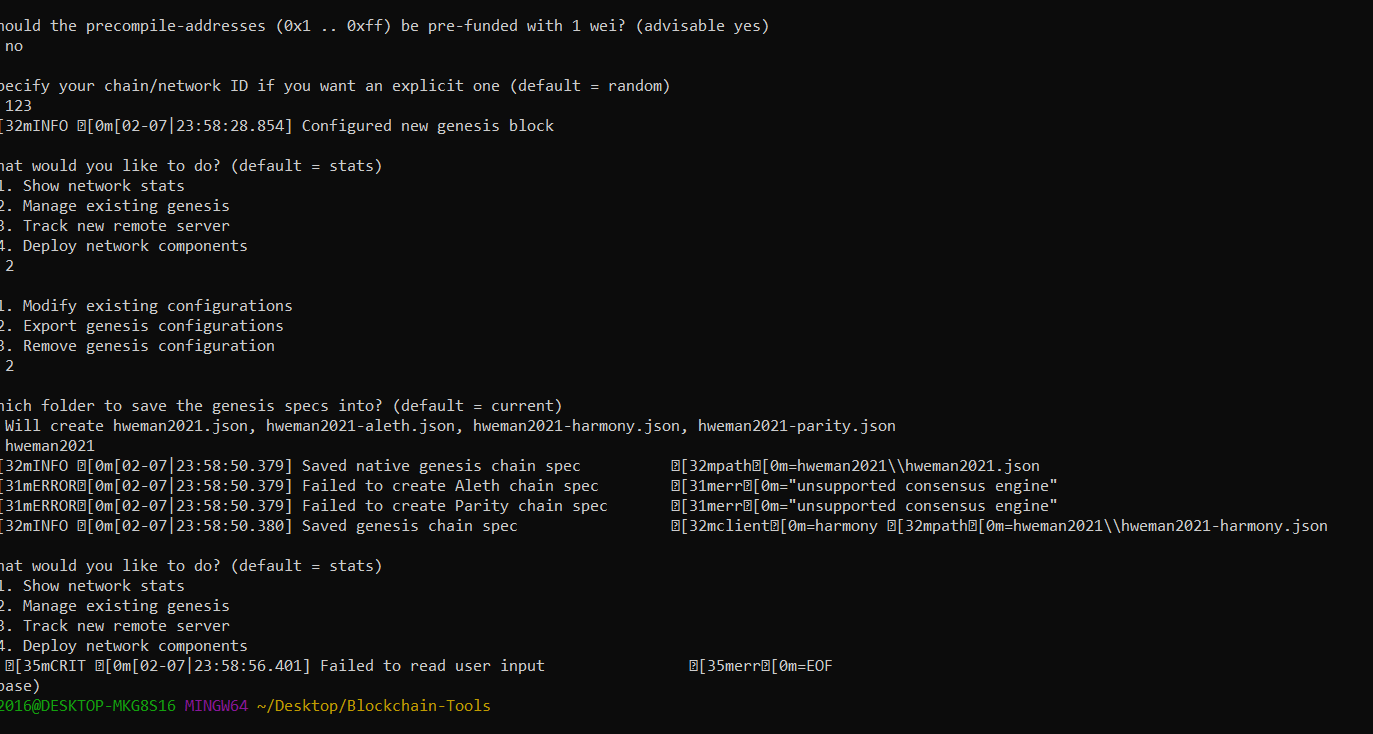 hould the precompile-addresses (0x1 .. 0xff) be pre-funded with 1 wei? (advisable yes)
no
pecify your chain/network ID if you want an explicit one (default = random)
123
[32mINFO [0m[02-07|23:58:28.854] Configured new genesis block
hat would you like to do? (default = stats)
1. Show network stats
2. Manage existing genesis
3. Track new remote server
4. Deploy network components
2
1. Modify existing configurations
2. Export genesis configurations
3. Remove genesis configuration
2
hich folder to save the genesis specs into? (default = current)
Will create hweman2021.json, hweman2021-aleth.json, hweman2021-harmony.json, hweman2021-parity.json
hweman2021
[32mINFO [0m[02-07|23:58:50.379] Saved native genesis chain spec [32mpath[0m=hweman2021\\hweman2021.json
[31mERROR[0m[02-07|23:58:50.379] Failed to create Aleth chain spec [31merr[0m="unsupported consensus engine"
[31mERROR[0m[02-07|23:58:50.379] Failed to create Parity chain spec [31merr[0m="unsupported consensus engine"
[32mINFO [0m[02-07|23:58:50.380] Saved genesis chain spec [32mclient[0m=harmony [32mpath[0m=hweman2021\\hweman2021-harmony.json
hat would you like to do? (default = stats)
1. Show network stats
2. Manage existing genesis
3. Track new remote server
4. Deploy network components
[35mCRIT [0m[02-07|23:58:56.401] Failed to read user input [35merr[0m=EOF
base)
2016@DESKTOP-MKG8S16 MINGW64 ~/Desktop/Blockchain-Tools